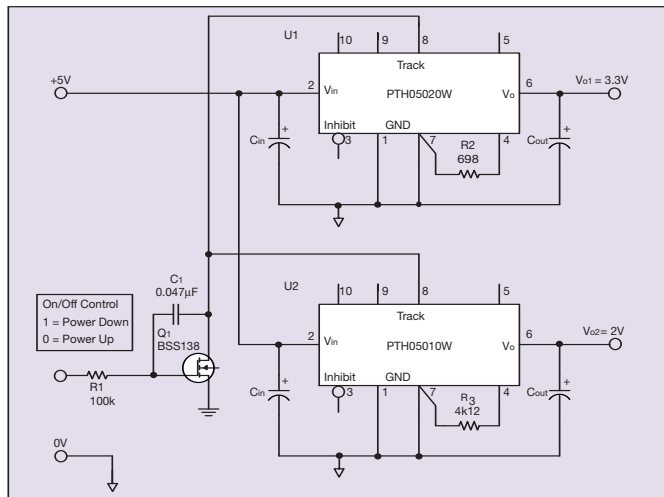 U1
10
9
8
5
Track
+5V
2
Vin
PTH05020W
Vo
6
Vo1 = 3.3V
Cin
+
Inhibit
GND
3
1
7
R2
698
4
Cout
+
C1
0.047µF
U2
10
9
8
5
Track
On/Off Control
1 = Power Down
0 = Power Up
Q1
BSS138
2
Vin
PTH05010W
Vo
6
Vo2 = 2V
R1
100k
Cin
+
Inhibit
GND
3
1
7
R3
4k12
4
Cout
+
0V